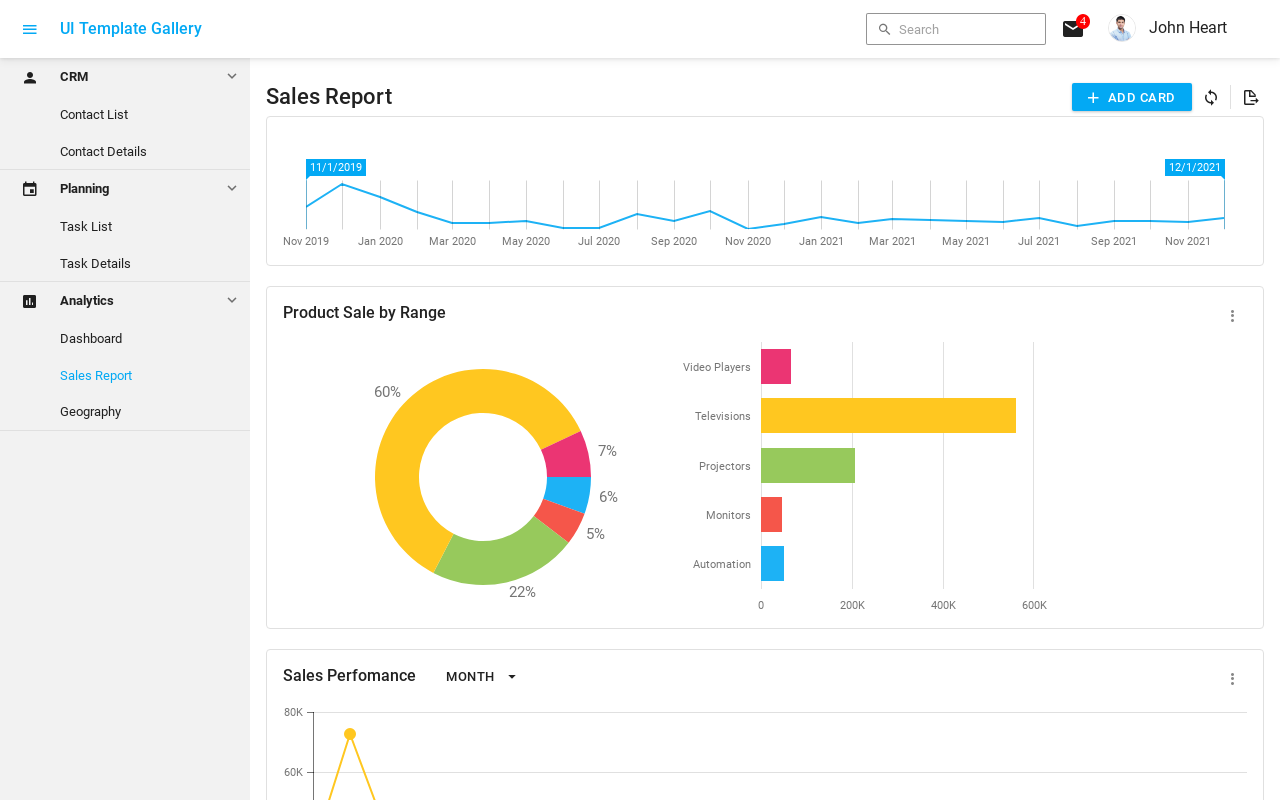 UI Template Gallery
Search
4
John Heart
CRM
Contact List
Contact Details
Planning
Task List
Task Details
Analytics
Dashboard
Sales Report
Geography
Sales Report
ADD CARD
11/1/2019
12/1/2021
Nov 2019
Jan 2020
Mar 2020
May 2020
Jul 2020
Sep 2020
Nov 2020
Jan 2021
Mar 2021
May 2021
Jul 2021
Sep 2021
Nov 2021
Product Sale by Range
60%
7%
6%
5%
22%
Video Players
Televisions
Projectors
Monitors
Automation
0
200K
400K
600K
Sales Perfomance
MONTH
80K
60K